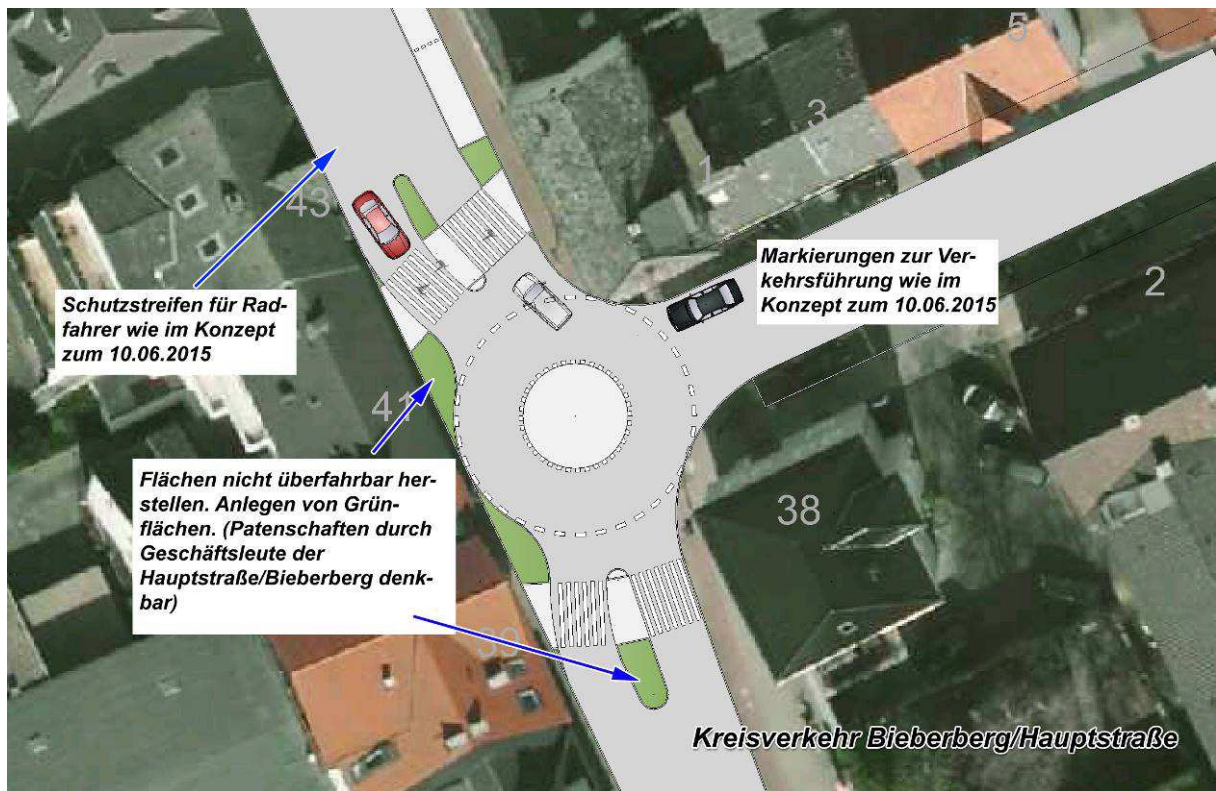 5
3
1
43
2
Schutzstreifen für Rad-
fahrer wie im Konzept
zum 10.06.2015
Markierungen zur Ver-
kehrsführung wie im
Konzept zum 10.06.2015
41
Flächen nicht überfahrbar her-
stellen. Anlegen von Grün-
flächen. (Patenschaften durch
Geschäftsleute der
Hauptstraße/Bieberberg denk-
bar)
38
39
Kreisverkehr Bieberberg/Hauptstraße